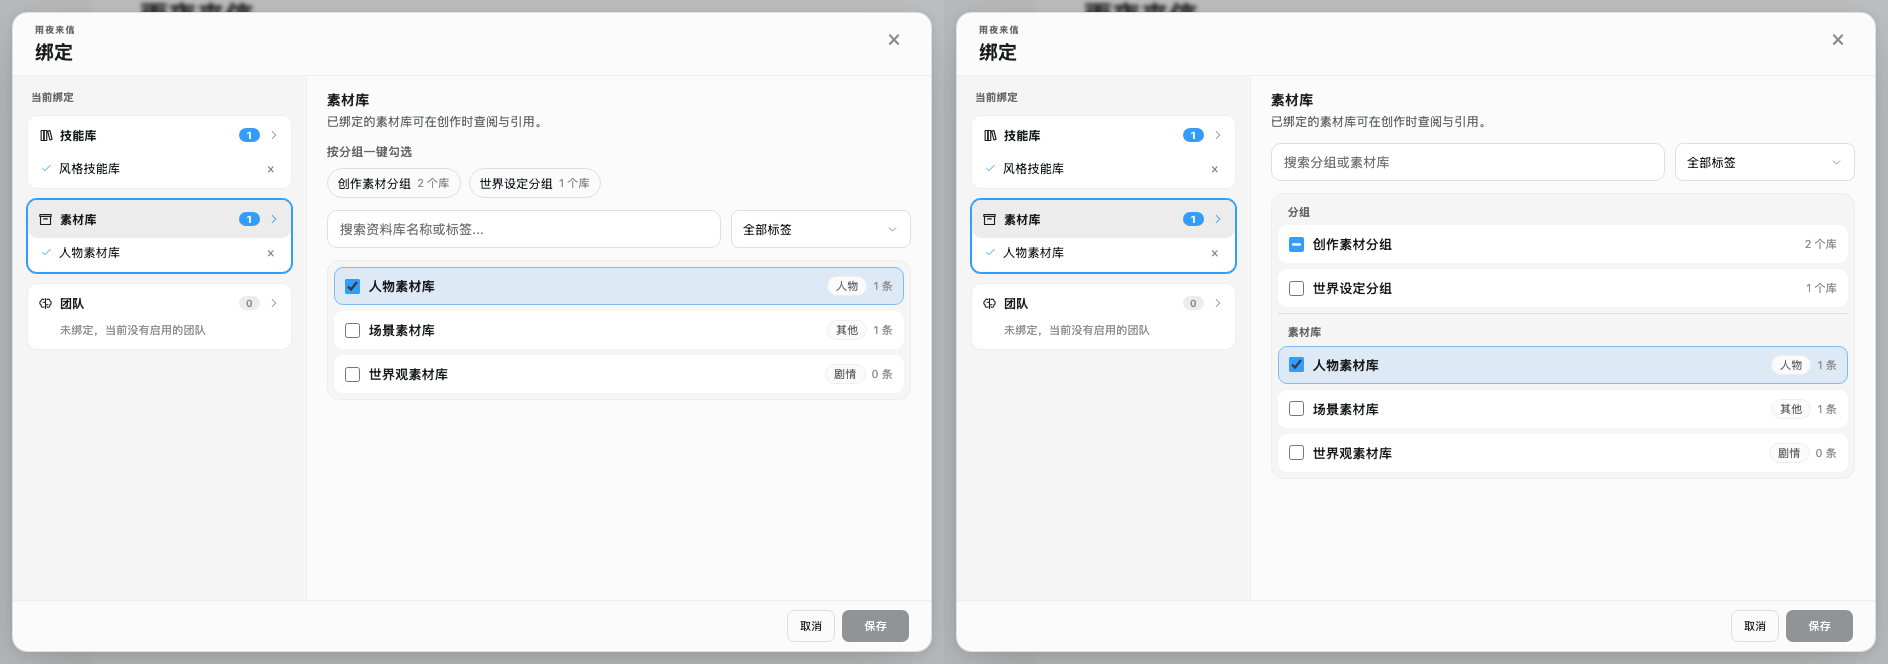 雨夜来信
绑定
×
当前绑定
技能库 1
风格技能库 ×
素材库 1
人物素材库 ×
团队 0
未绑定，当前没有启用的团队
素材库
已绑定的素材库可在创作时查阅与引用。
按分组一键勾选
创作素材分组 2 个库 世界设定分组 1 个库
搜索资料库名称或标签... 全部标签
人物素材库 人物 1 条
场景素材库 其他 1 条
世界观素材库 剧情 0 条
取消 保存
雨夜来信
绑定
×
当前绑定
技能库 1
风格技能库 ×
素材库 1
人物素材库 ×
团队 0
未绑定，当前没有启用的团队
素材库
已绑定的素材库可在创作时查阅与引用。
搜索分组或素材库 全部标签
分组
创作素材分组 2 个库
世界设定分组 1 个库
素材库
人物素材库 人物 1 条
场景素材库 其他 1 条
世界观素材库 剧情 0 条
取消 保存